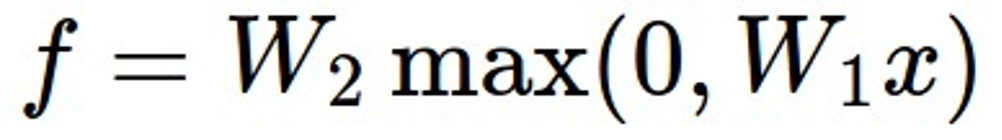 f = W₂ max(0, W₁x)